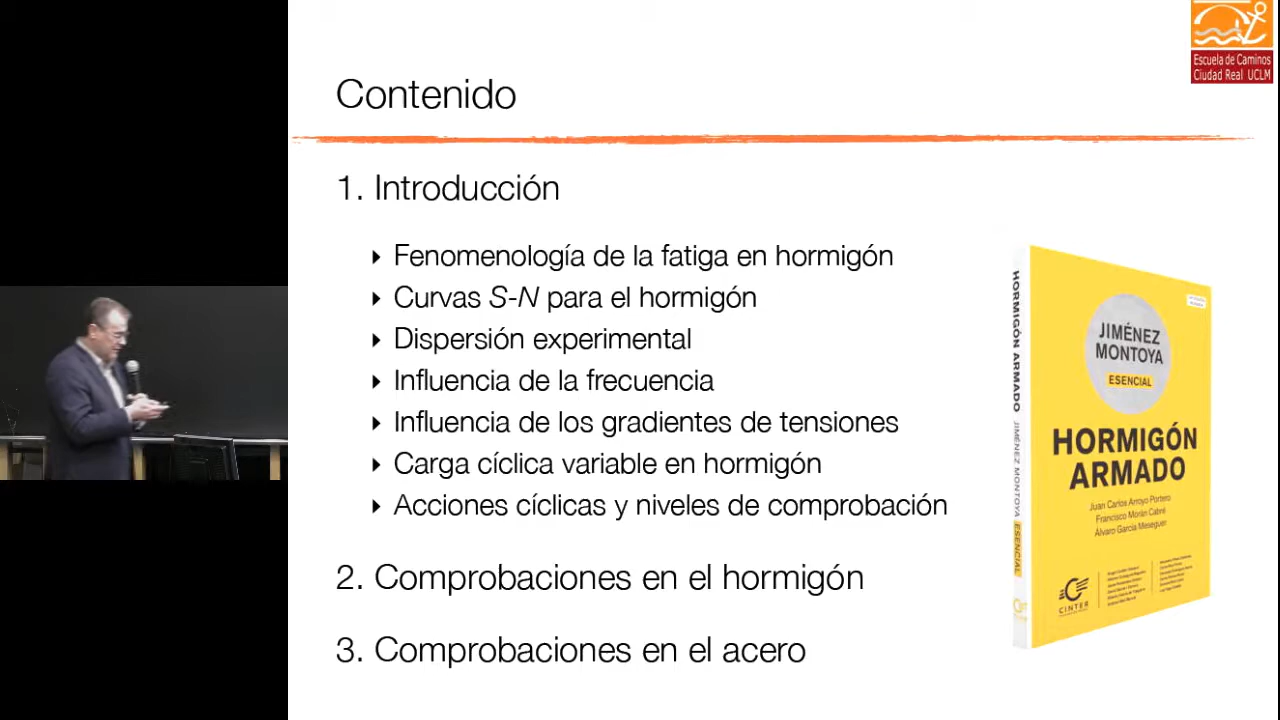 Escuela de Caminos
Ciudad Real UCLM
Contenido
1. Introducción
Fenomenología de la fatiga en hormigón
Curvas S-N para el hormigón
Dispersión experimental
Influencia de la frecuencia
Influencia de los gradientes de tensiones
Carga cíclica variable en hormigón
Acciones cíclicas y niveles de comprobación
2. Comprobaciones en el hormigón
3. Comprobaciones en el acero
HORMIGÓN ARMADO JIMÉNEZ MONTOYA ESENCIAL
JIMÉNEZ
MONTOYA
ESENCIAL
HORMIGÓN
ARMADO
Juan Carlos Arroyo Portero
Francisco Morán Cabré
Álvaro García Meseguer
CINTER